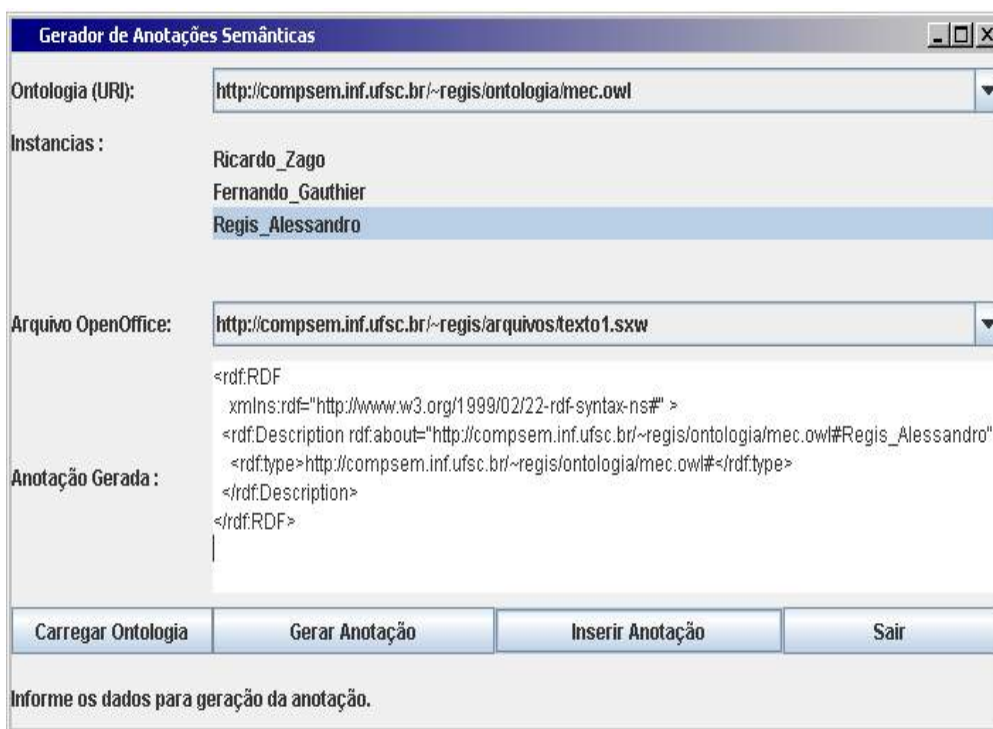 Gerador de Anotações Semânticas
Ontologia (URI):
http://compsem.inf.ufsc.br/~regis/ontologia/mec.owl
Instancias :
Ricardo_Zago
Fernando_Gauthier
Regis_Alessandro
Arquivo OpenOffice:
http://compsem.inf.ufsc.br/~regis/arquivos/texto1.sxw
Anotação Gerada :
<rdf:RDF
xmlns:rdf="http://www.w3.org/1999/02/22-rdf-syntax-ns#" >
<rdf:Description rdf:about="http://compsem.inf.ufsc.br/~regis/ontologia/mec.owl#Regis_Alessandro"
<rdf:type>http://compsem.inf.ufsc.br/~regis/ontologia/mec.owl#</rdf:type>
</rdf:Description>
</rdf:RDF>
Carregar Ontologia
Gerar Anotação
Inserir Anotação
Sair
Informe os dados para geração da anotação.